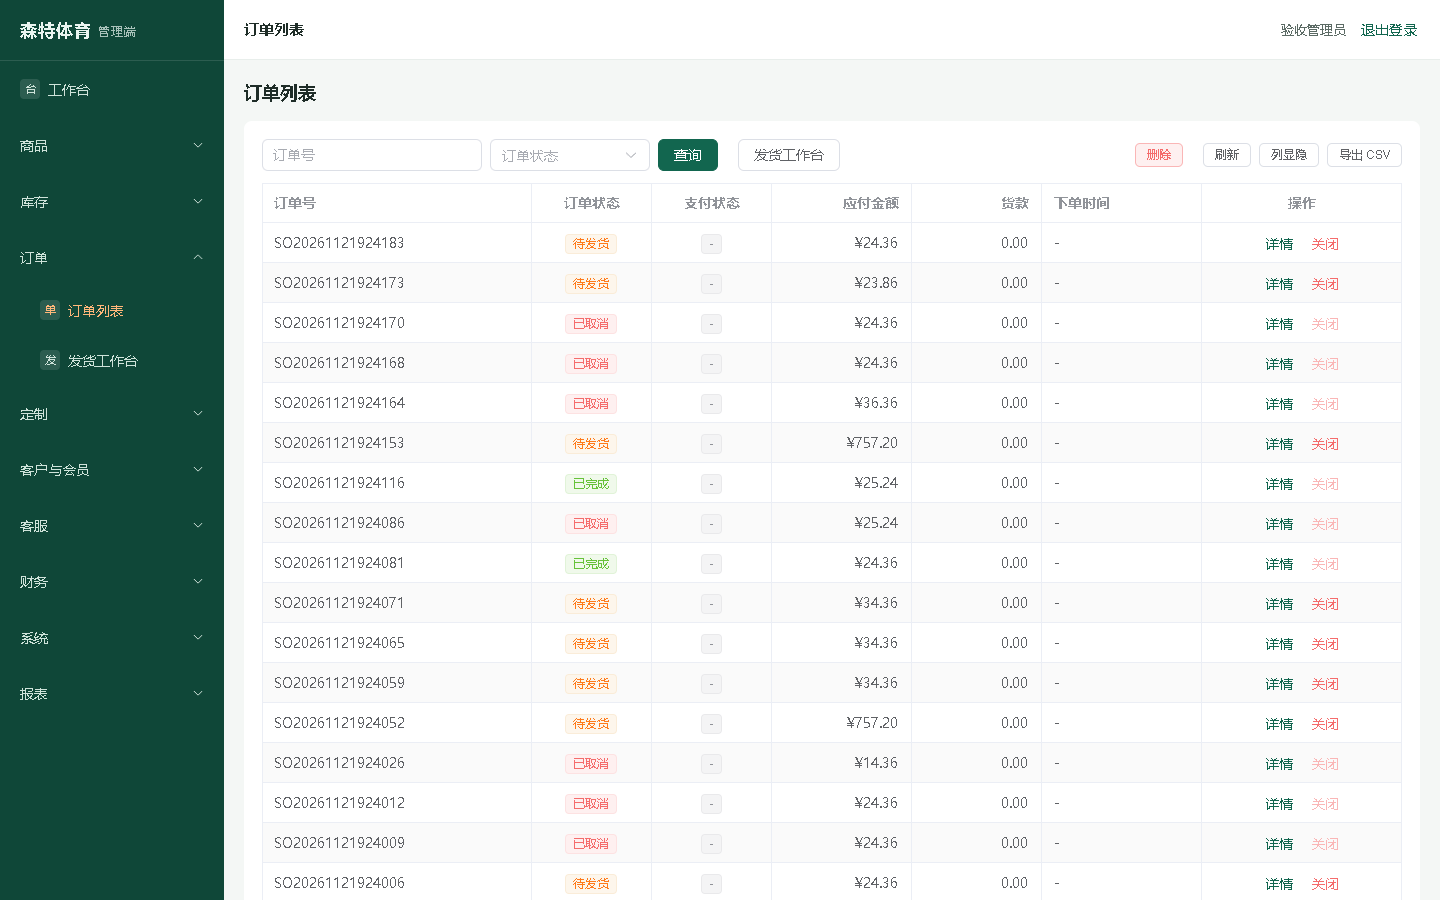 森特体育 管理端
订单列表
验收管理员 退出登录
台 工作台
商品
库存
订单
单 订单列表
发 发货工作台
定制
客户与会员
客服
财务
系统
报表
订单列表
订单号 订单状态 查询 发货工作台 删除 刷新 列显隐 导出 CSV
订单号 订单状态 支付状态 应付金额 货款 下单时间 操作
SO20261121924183 待发货 - ¥24.36 0.00 - 详情 关闭
SO20261121924173 待发货 - ¥23.86 0.00 - 详情 关闭
SO20261121924170 已取消 - ¥24.36 0.00 - 详情 关闭
SO20261121924168 已取消 - ¥24.36 0.00 - 详情 关闭
SO20261121924164 已取消 - ¥36.36 0.00 - 详情 关闭
SO20261121924153 待发货 - ¥757.20 0.00 - 详情 关闭
SO20261121924116 已完成 - ¥25.24 0.00 - 详情 关闭
SO20261121924086 已取消 - ¥25.24 0.00 - 详情 关闭
SO20261121924081 已完成 - ¥24.36 0.00 - 详情 关闭
SO20261121924071 待发货 - ¥34.36 0.00 - 详情 关闭
SO20261121924065 待发货 - ¥34.36 0.00 - 详情 关闭
SO20261121924059 待发货 - ¥34.36 0.00 - 详情 关闭
SO20261121924052 待发货 - ¥757.20 0.00 - 详情 关闭
SO20261121924026 已取消 - ¥14.36 0.00 - 详情 关闭
SO20261121924012 已取消 - ¥24.36 0.00 - 详情 关闭
SO20261121924009 已取消 - ¥24.36 0.00 - 详情 关闭
SO20261121924006 待发货 - ¥24.36 0.00 - 详情 关闭